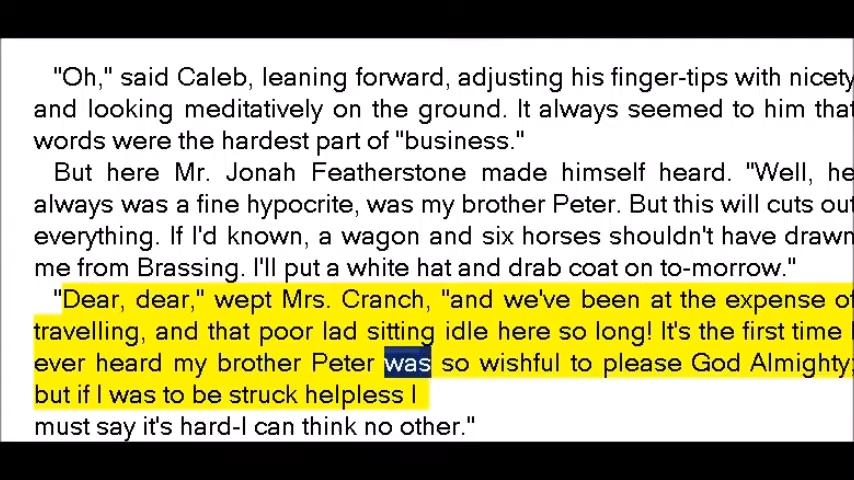 "Oh," said Caleb, leaning forward, adjusting his finger-tips with nicety
and looking meditatively on the ground. It always seemed to him that
words were the hardest part of "business."
But here Mr. Jonah Featherstone made himself heard. "Well, he
always was a fine hypocrite, was my brother Peter. But this will cuts out
everything. If I'd known, a wagon and six horses shouldn't have drawn
me from Brassing. I'll put a white hat and drab coat on to-morrow."
"Dear, dear," wept Mrs. Cranch, "and we've been at the expense of
travelling, and that poor lad sitting idle here so long! It's the first time I
ever heard my brother Peter was so wishful to please God Almighty;
but if I was to be struck helpless I
must say it's hard-I can think no other."